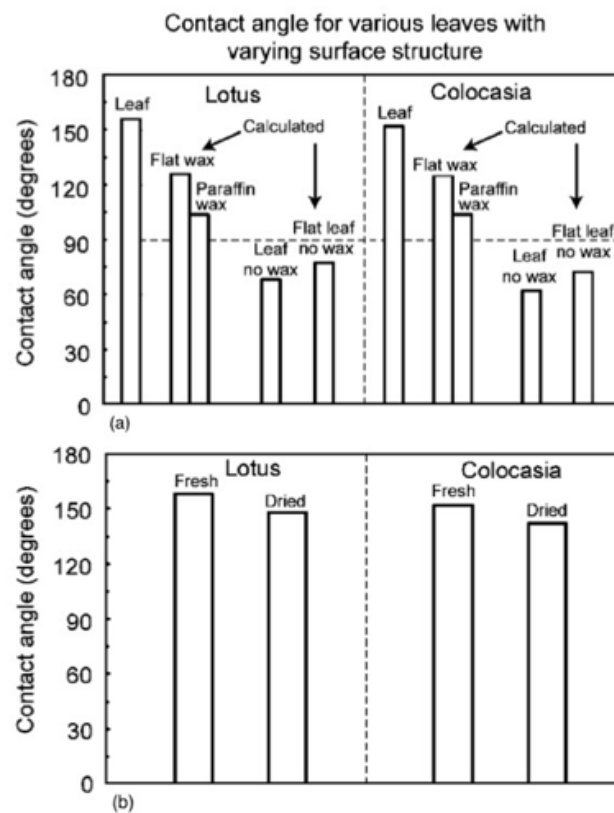 Contact angle for various leaves with
varying surface structure
Contact angle (degrees)
180
150
120
90
60
30
0
Lotus
Leaf
Calculated
Flat wax
Paraffin
wax
Flat leaf
no wax
Leaf
no wax
Colocasia
Leaf
Calculated
Flat wax
Paraffin
wax
Flat leaf
no wax
Leaf
no wax
(a)
Contact angle (degrees)
180
150
120
90
60
30
0
Lotus
Fresh
Dried
Colocasia
Fresh
Dried
(b)